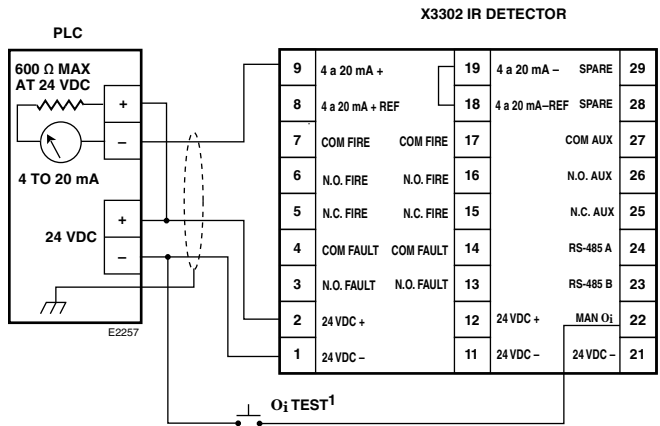 X3302 IR DETECTOR
PLC
600 Ω MAX
AT 24 VDC
+
–
4 TO 20 mA
+
24 VDC
–
E2257
9 4 a 20 mA + 19 4 a 20 mA – SPARE 29
8 4 a 20 mA + REF 18 4 a 20 mA–REF SPARE 28
7 COM FIRE COM FIRE 17 COM AUX 27
6 N.O. FIRE N.O. FIRE 16 N.O. AUX 26
5 N.C. FIRE N.C. FIRE 15 N.C. AUX 25
4 COM FAULT COM FAULT 14 RS-485 A 24
3 N.O. FAULT N.O. FAULT 13 RS-485 B 23
2 24 VDC + 12 24 VDC + MAN Oi 22
1 24 VDC – 11 24 VDC – 24 VDC – 21
Oi TEST1